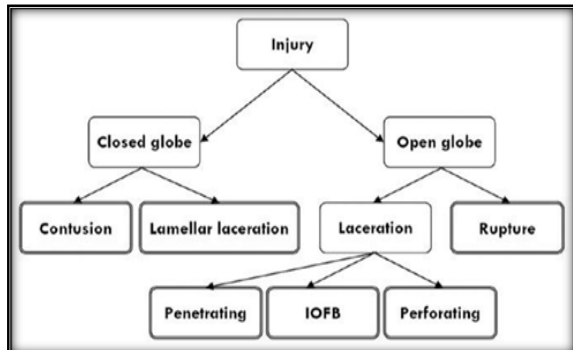 Injury
Closed globe
Open globe
Contusion
Lamellar laceration
Laceration
Rupture
Penetrating
IOFB
Perforating